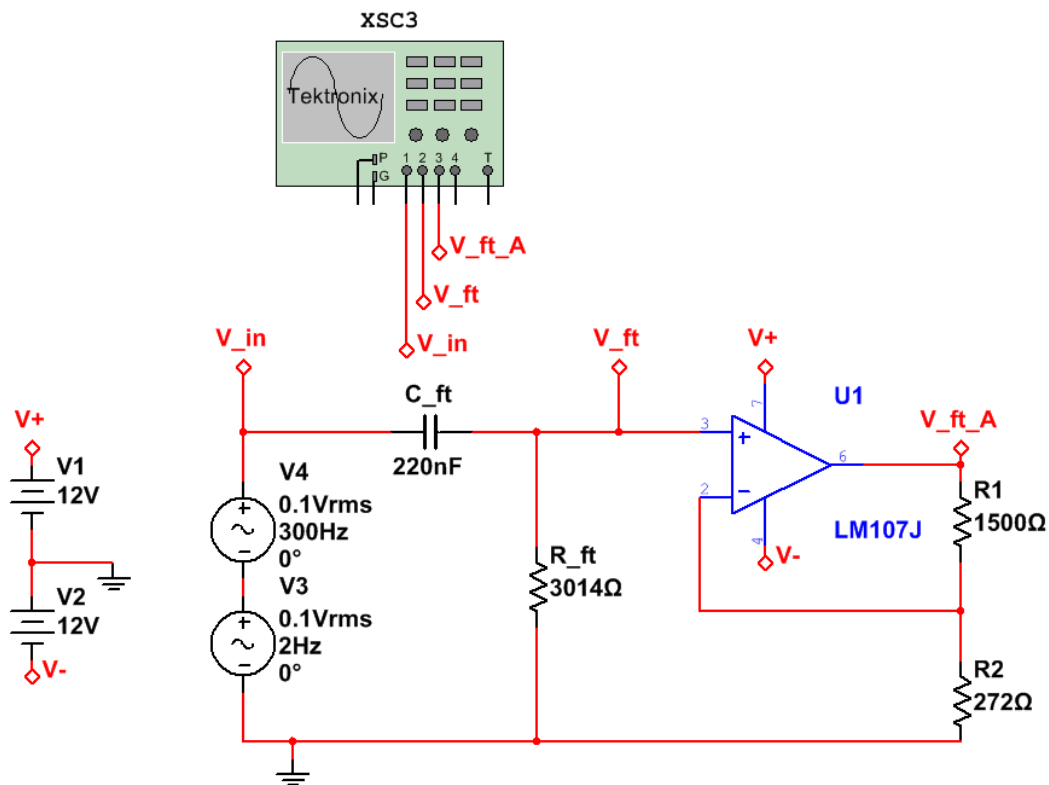 XSC3
Tektronix
P
G
1 2 3 4 T
V_ft_A
V_ft
V_in
V_in
C_ft
220nF
V_ft
V+
U1
V_ft_A
V+
V1
12V
V2
12V
V-
V4
0.1Vrms
300Hz
0°
V3
0.1Vrms
2Hz
0°
R_ft
3014Ω
3
2
7
4
6
+
−
V-
LM107J
R1
1500Ω
R2
272Ω